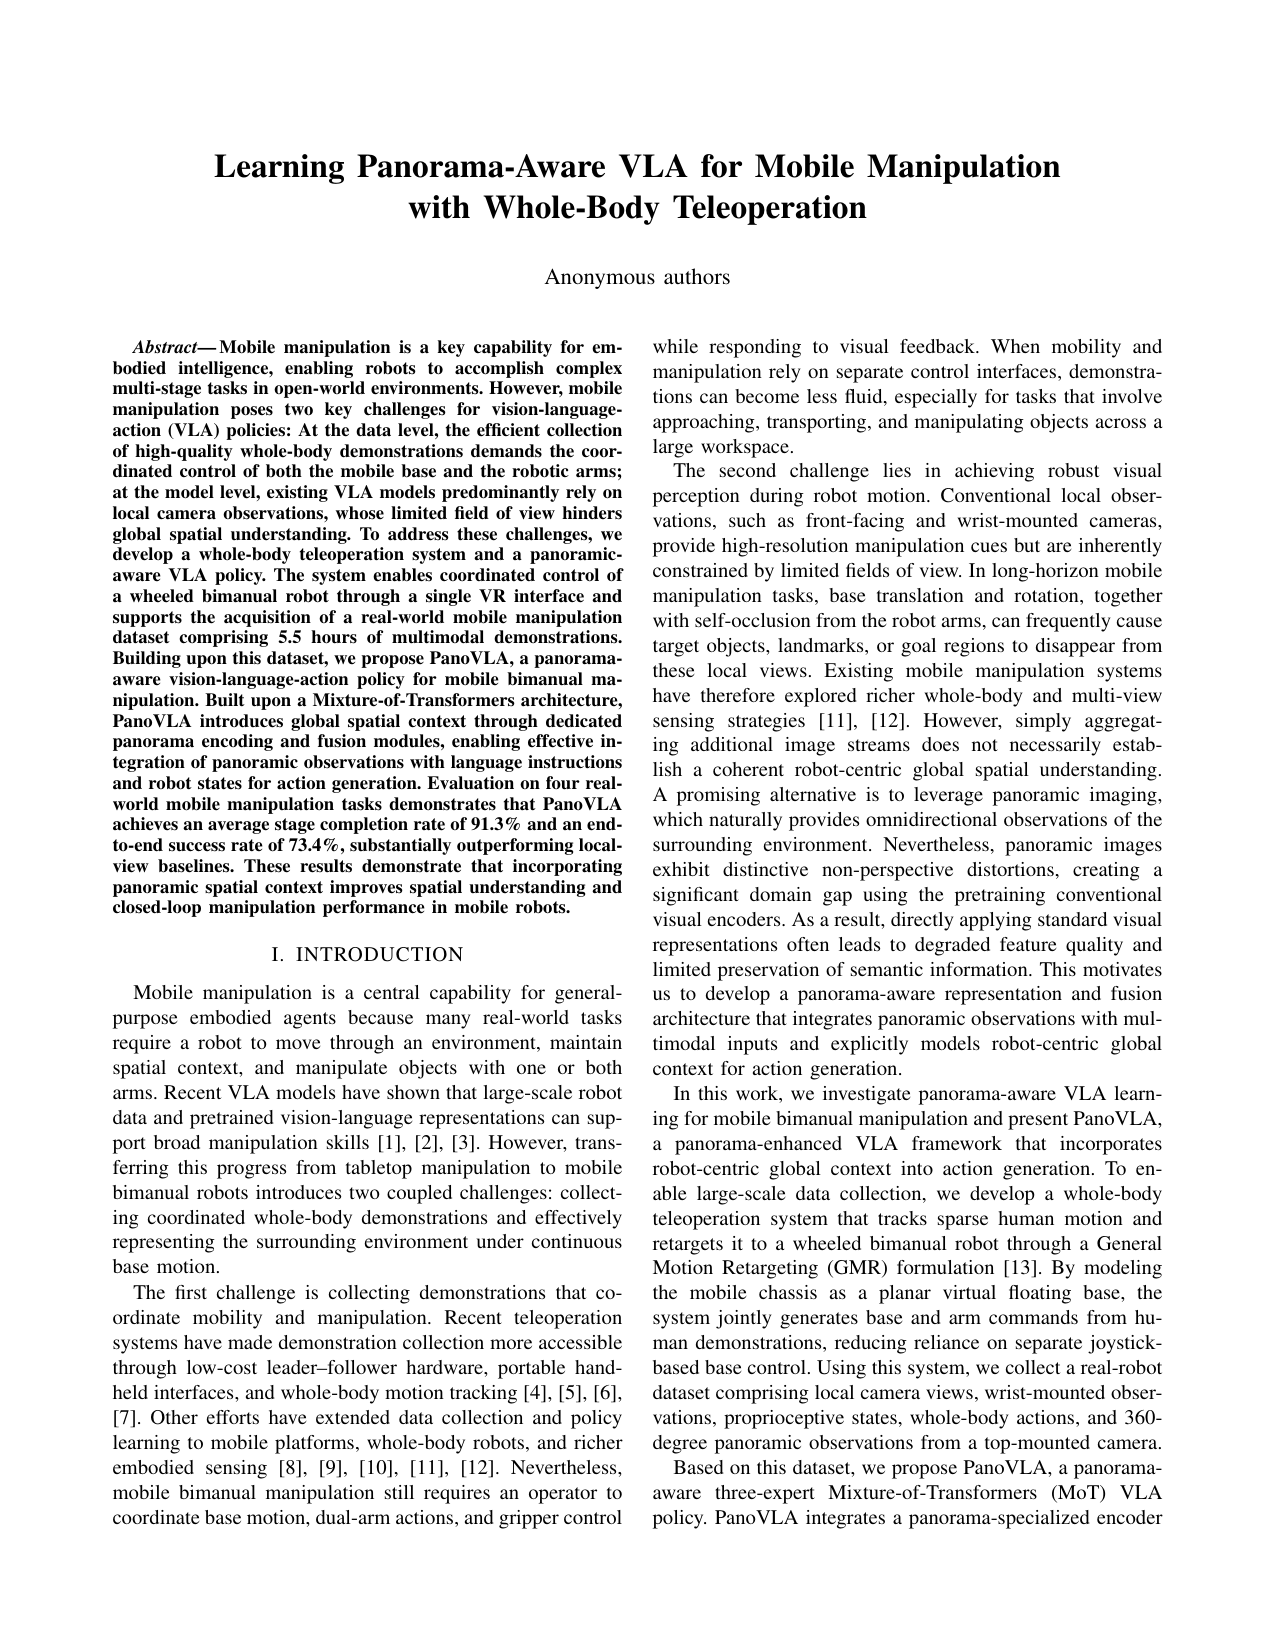 Learning Panorama-Aware VLA for Mobile Manipulation
with Whole-Body Teleoperation
Anonymous authors
Abstract— Mobile manipulation is a key capability for em-
bodied intelligence, enabling robots to accomplish complex
multi-stage tasks in open-world environments. However, mobile
manipulation poses two key challenges for vision-language-
action (VLA) policies: At the data level, the efficient collection
of high-quality whole-body demonstrations demands the coor-
dinated control of both the mobile base and the robotic arms;
at the model level, existing VLA models predominantly rely on
local camera observations, whose limited field of view hinders
global spatial understanding. To address these challenges, we
develop a whole-body teleoperation system and a panoramic-
aware VLA policy. The system enables coordinated control of
a wheeled bimanual robot through a single VR interface and
supports the acquisition of a real-world mobile manipulation
dataset comprising 5.5 hours of multimodal demonstrations.
Building upon this dataset, we propose PanoVLA, a panorama-
aware vision-language-action policy for mobile bimanual ma-
nipulation. Built upon a Mixture-of-Transformers architecture,
PanoVLA introduces global spatial context through dedicated
panorama encoding and fusion modules, enabling effective in-
tegration of panoramic observations with language instructions
and robot states for action generation. Evaluation on four real-
world mobile manipulation tasks demonstrates that PanoVLA
achieves an average stage completion rate of 91.3% and an end-
to-end success rate of 73.4%, substantially outperforming local-
view baselines. These results demonstrate that incorporating
panoramic spatial context improves spatial understanding and
closed-loop manipulation performance in mobile robots.
I. INTRODUCTION
Mobile manipulation is a central capability for general-
purpose embodied agents because many real-world tasks
require a robot to move through an environment, maintain
spatial context, and manipulate objects with one or both
arms. Recent VLA models have shown that large-scale robot
data and pretrained vision-language representations can sup-
port broad manipulation skills [1], [2], [3]. However, trans-
ferring this progress from tabletop manipulation to mobile
bimanual robots introduces two coupled challenges: collect-
ing coordinated whole-body demonstrations and effectively
representing the surrounding environment under continuous
base motion.
The first challenge is collecting demonstrations that co-
ordinate mobility and manipulation. Recent teleoperation
systems have made demonstration collection more accessible
through low-cost leader–follower hardware, portable hand-
held interfaces, and whole-body motion tracking [4], [5], [6],
[7]. Other efforts have extended data collection and policy
learning to mobile platforms, whole-body robots, and richer
embodied sensing [8], [9], [10], [11], [12]. Nevertheless,
mobile bimanual manipulation still requires an operator to
coordinate base motion, dual-arm actions, and gripper control
while responding to visual feedback. When mobility and
manipulation rely on separate control interfaces, demonstra-
tions can become less fluid, especially for tasks that involve
approaching, transporting, and manipulating objects across a
large workspace.
The second challenge lies in achieving robust visual
perception during robot motion. Conventional local obser-
vations, such as front-facing and wrist-mounted cameras,
provide high-resolution manipulation cues but are inherently
constrained by limited fields of view. In long-horizon mobile
manipulation tasks, base translation and rotation, together
with self-occlusion from the robot arms, can frequently cause
target objects, landmarks, or goal regions to disappear from
these local views. Existing mobile manipulation systems
have therefore explored richer whole-body and multi-view
sensing strategies [11], [12]. However, simply aggregat-
ing additional image streams does not necessarily estab-
lish a coherent robot-centric global spatial understanding.
A promising alternative is to leverage panoramic imaging,
which naturally provides omnidirectional observations of the
surrounding environment. Nevertheless, panoramic images
exhibit distinctive non-perspective distortions, creating a
significant domain gap using the pretraining conventional
visual encoders. As a result, directly applying standard visual
representations often leads to degraded feature quality and
limited preservation of semantic information. This motivates
us to develop a panorama-aware representation and fusion
architecture that integrates panoramic observations with mul-
timodal inputs and explicitly models robot-centric global
context for action generation.
In this work, we investigate panorama-aware VLA learn-
ing for mobile bimanual manipulation and present PanoVLA,
a panorama-enhanced VLA framework that incorporates
robot-centric global context into action generation. To en-
able large-scale data collection, we develop a whole-body
teleoperation system that tracks sparse human motion and
retargets it to a wheeled bimanual robot through a General
Motion Retargeting (GMR) formulation [13]. By modeling
the mobile chassis as a planar virtual floating base, the
system jointly generates base and arm commands from hu-
man demonstrations, reducing reliance on separate joystick-
based base control. Using this system, we collect a real-robot
dataset comprising local camera views, wrist-mounted obser-
vations, proprioceptive states, whole-body actions, and 360-
degree panoramic observations from a top-mounted camera.
Based on this dataset, we propose PanoVLA, a panorama-
aware three-expert Mixture-of-Transformers (MoT) VLA
policy. PanoVLA integrates a panorama-specialized encoder